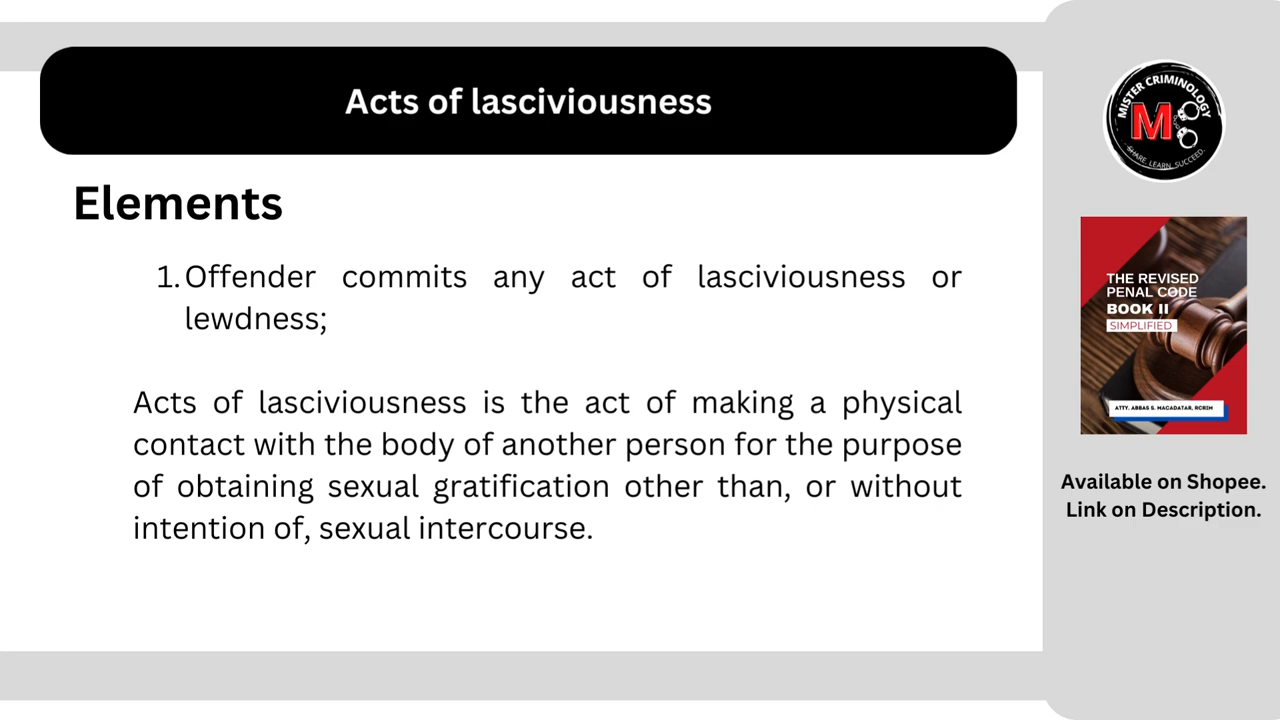 Acts of lasciviousness
Elements
1. Offender commits any act of lasciviousness or
lewdness;
Acts of lasciviousness is the act of making a physical
contact with the body of another person for the purpose
of obtaining sexual gratification other than, or without
intention of, sexual intercourse.
MISTER CRIMINOLOGY
M
SHARE. LEARN. SUCCEED.
THE REVISED
PENAL CODE
BOOK II
SIMPLIFIED
ATTY. ABBAS S. MACADATAR, RCRIM
Available on Shopee.
Link on Description.